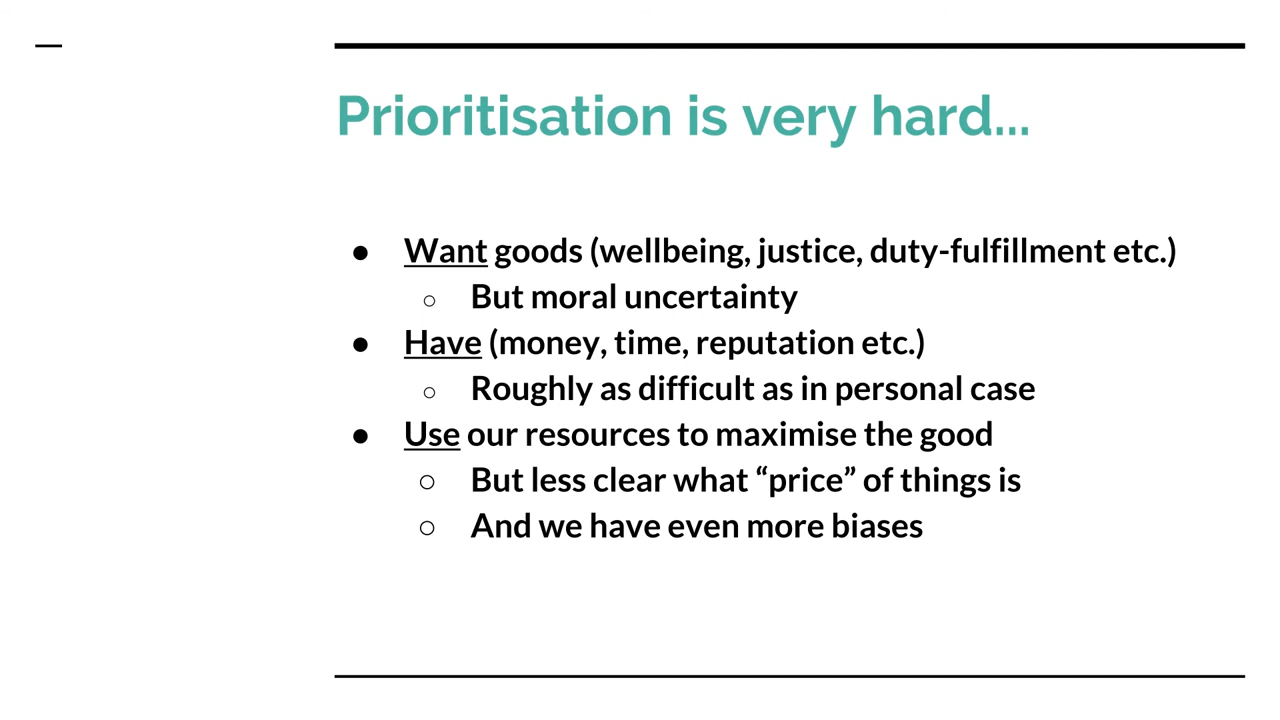 Prioritisation is very hard...
● Want goods (wellbeing, justice, duty-fulfillment etc.)
○ But moral uncertainty
● Have (money, time, reputation etc.)
○ Roughly as difficult as in personal case
● Use our resources to maximise the good
○ But less clear what “price” of things is
○ And we have even more biases